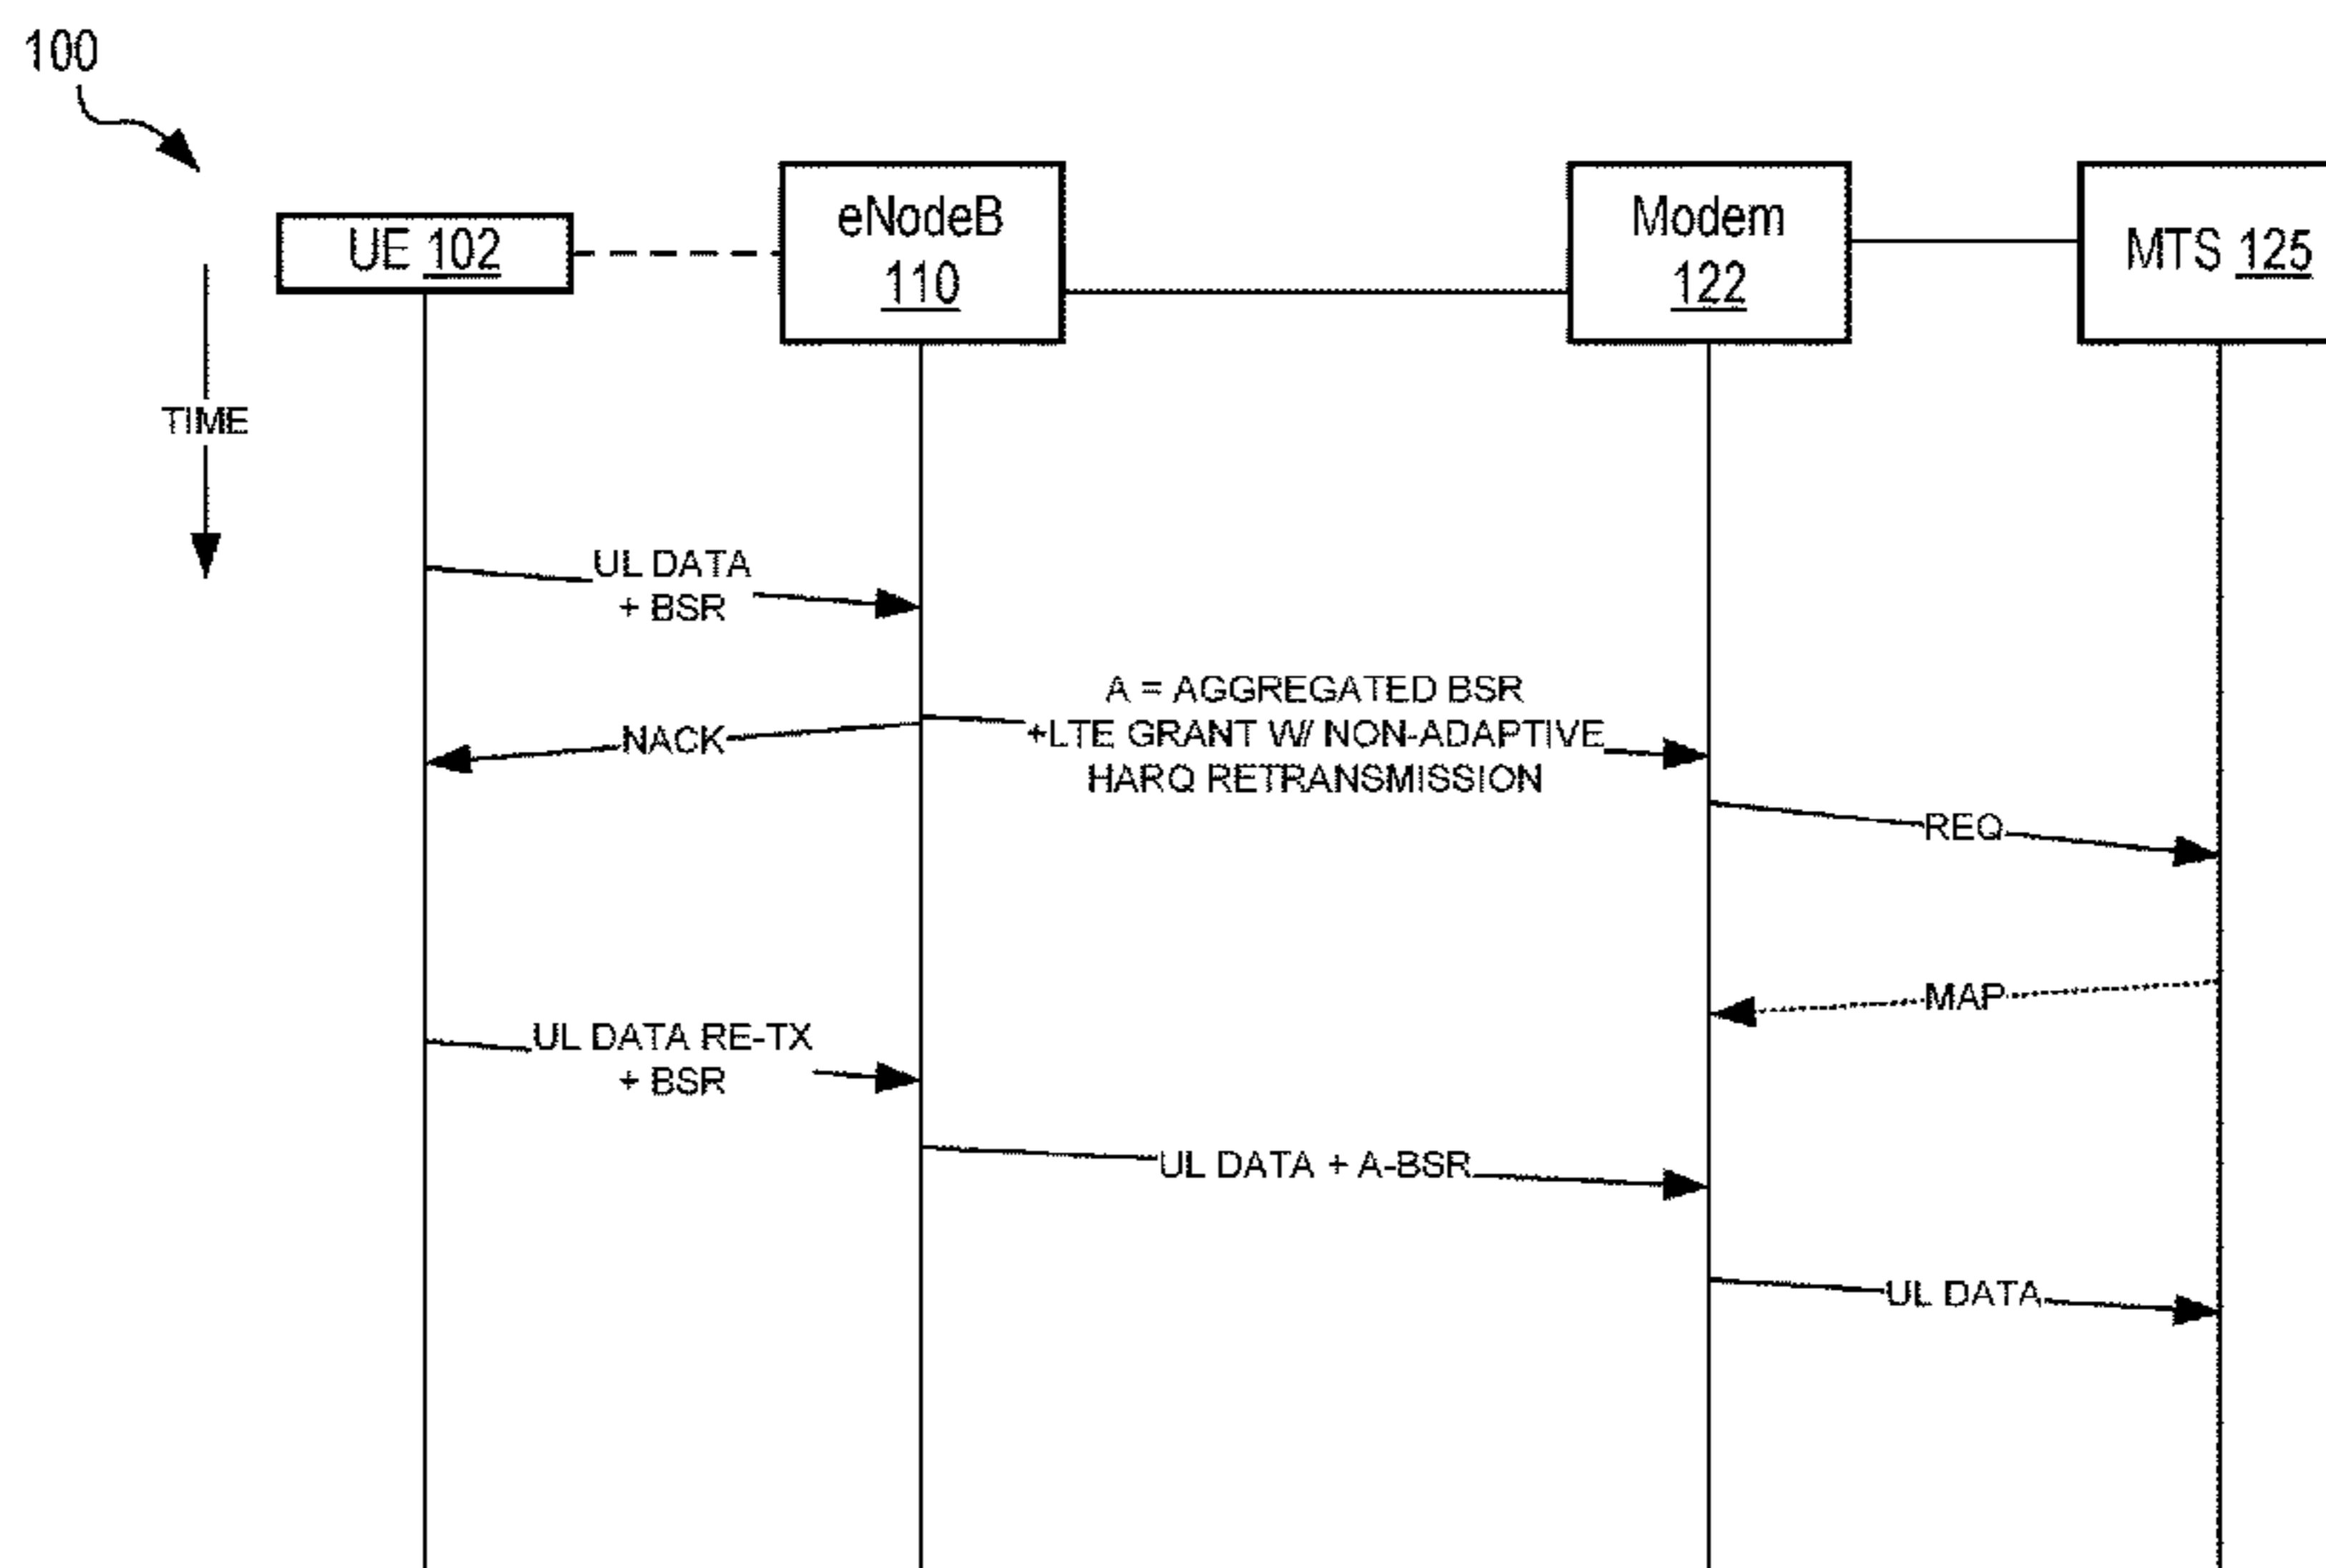 100
UE 102
eNodeB
110
Modem
122
MTS 125
TIME
UL DATA
+ BSR
A = AGGREGATED BSR
+LTE GRANT W/ NON-ADAPTIVE
HARQ RETRANSMISSION
NACK
REQ
MAP
UL DATA RE-TX
+ BSR
UL DATA + A-BSR
UL DATA